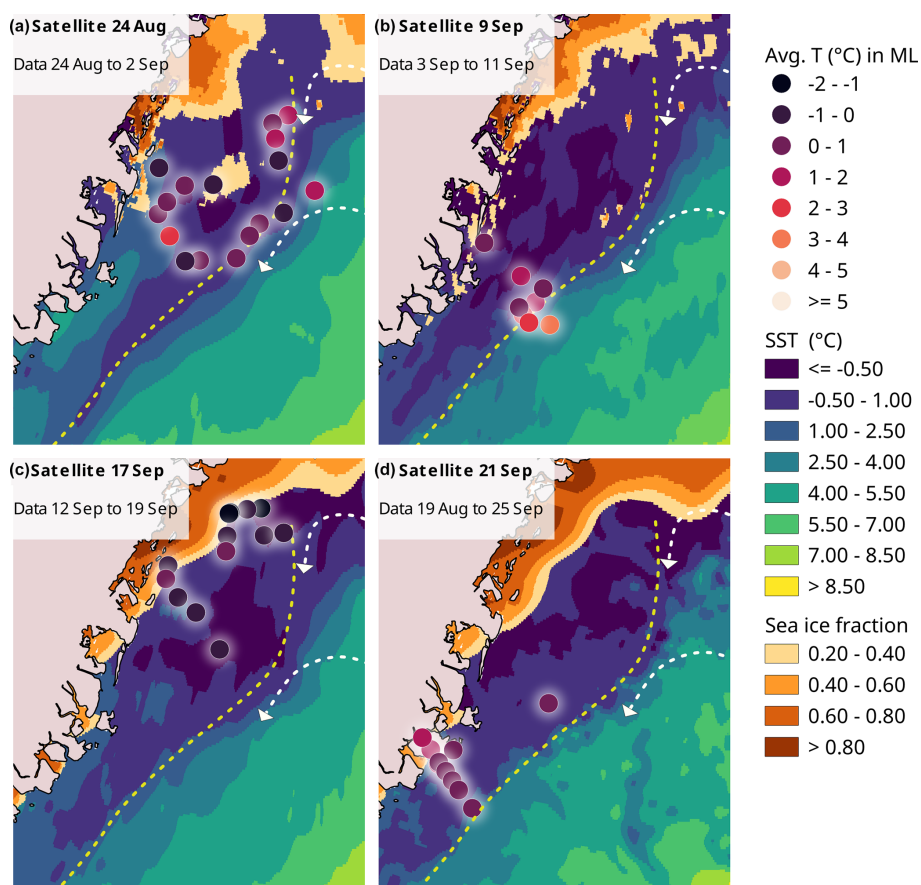 (a)Satellite 24 Aug
Data 24 Aug to 2 Sep
(b) Satellite 9 Sep
Data 3 Sep to 11 Sep
(c)Satellite 17 Sep
Data 12 Sep to 19 Sep
(d) Satellite 21 Sep
Data 19 Aug to 25 Sep
Avg. T (°C) in ML
-2 - -1
-1 - 0
0 - 1
1 - 2
2 - 3
3 - 4
4 - 5
>= 5
SST (°C)
<= -0.50
-0.50 - 1.00
1.00 - 2.50
2.50 - 4.00
4.00 - 5.50
5.50 - 7.00
7.00 - 8.50
> 8.50
Sea ice fraction
0.20 - 0.40
0.40 - 0.60
0.60 - 0.80
> 0.80